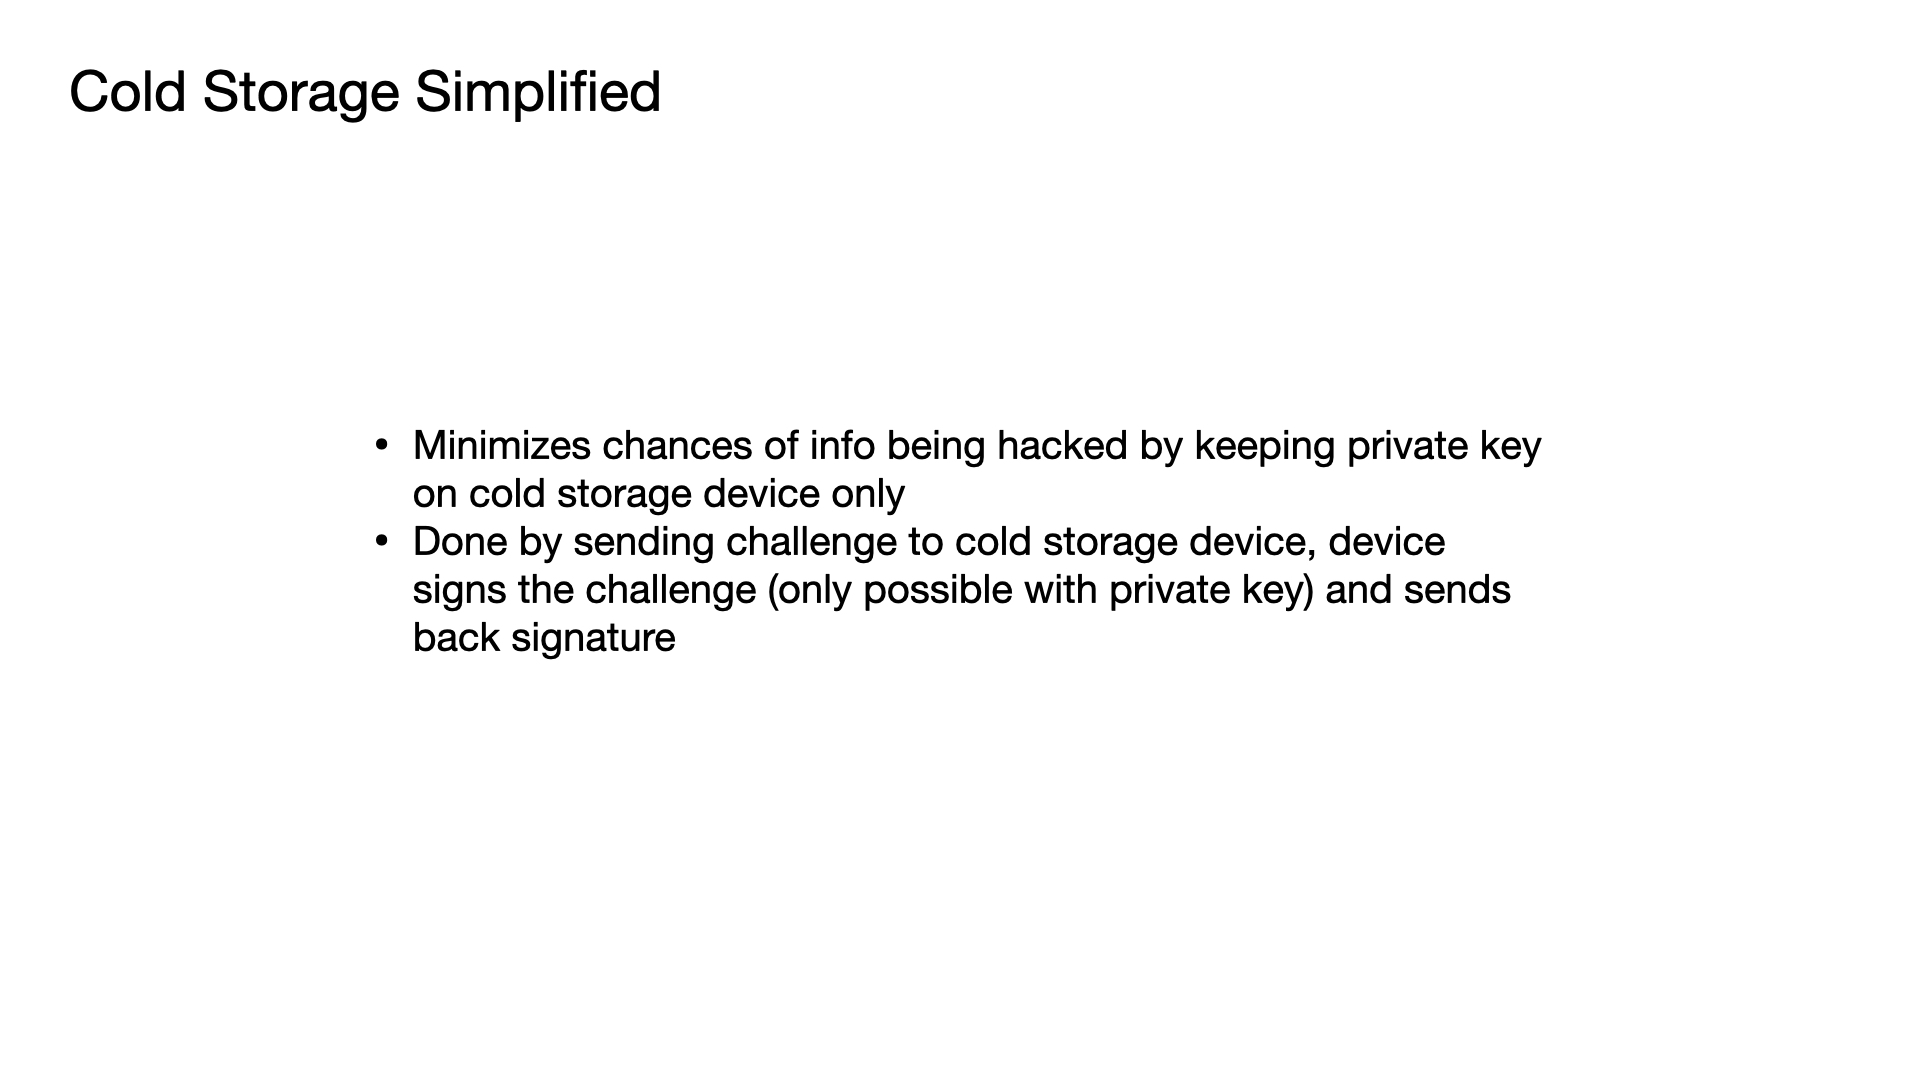 Cold Storage Simplified
• Minimizes chances of info being hacked by keeping private key
on cold storage device only
• Done by sending challenge to cold storage device, device
signs the challenge (only possible with private key) and sends
back signature